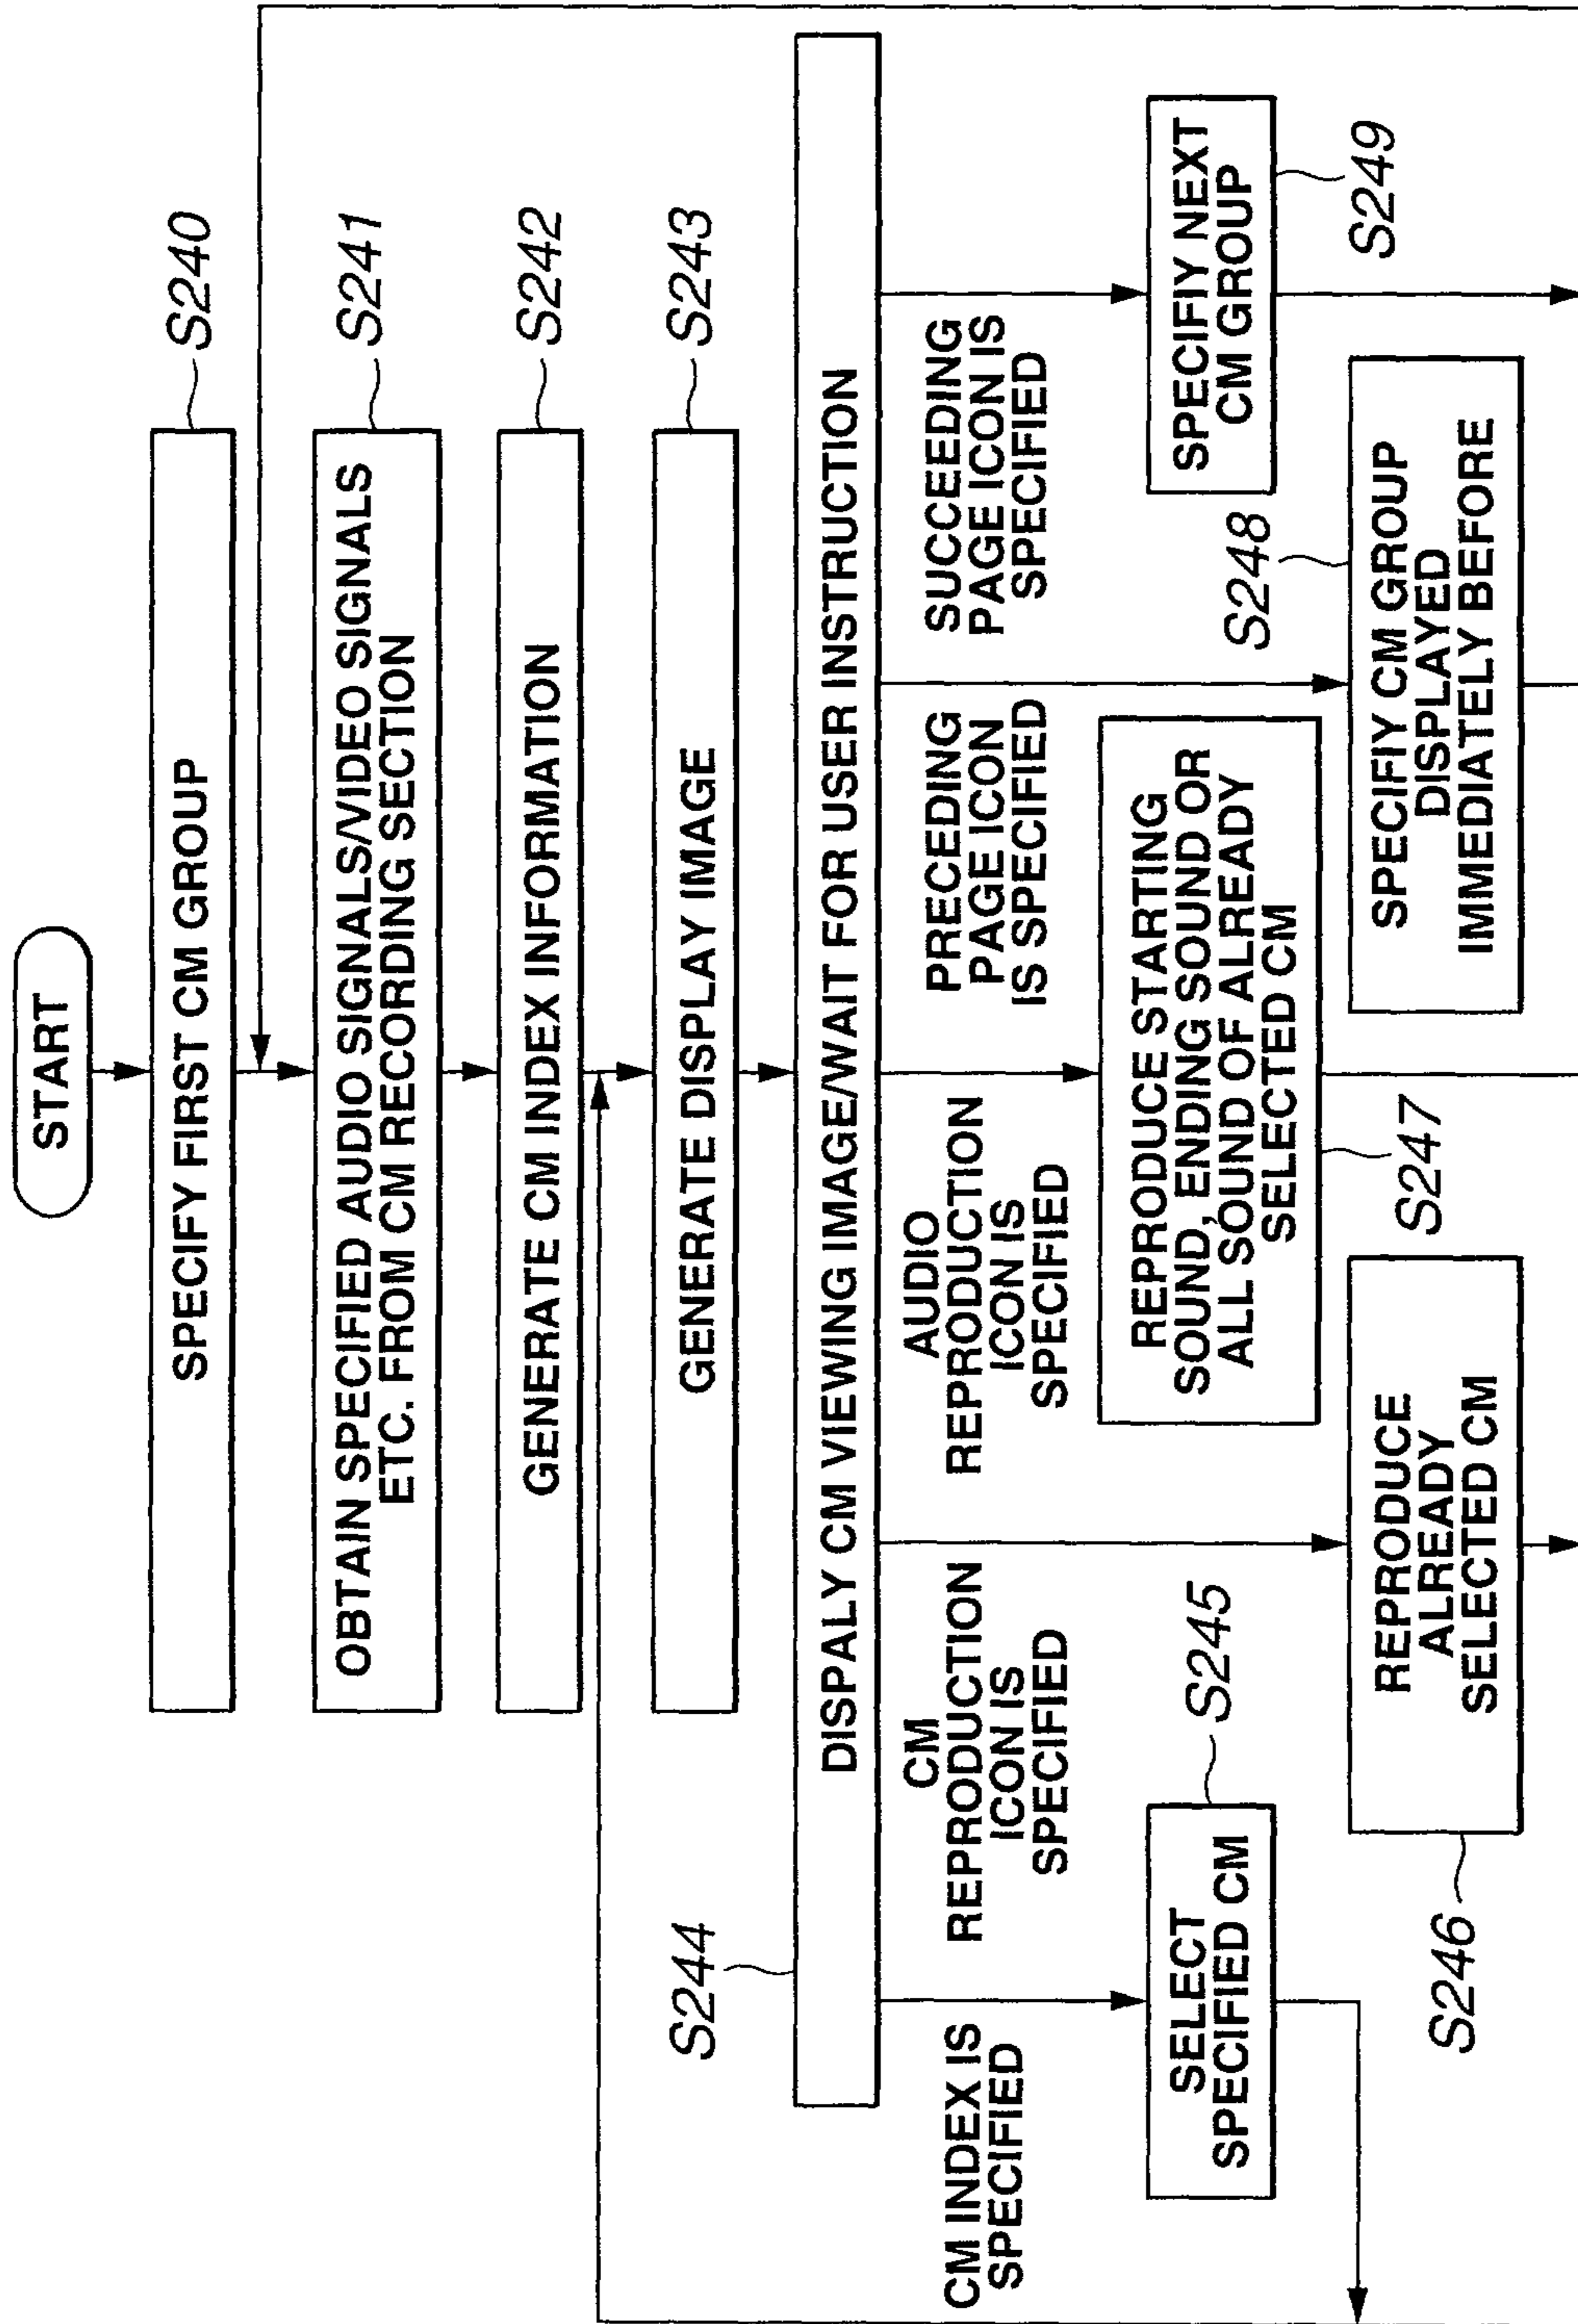 START
SPECIFY FIRST CM GROUP
S240
OBTAIN SPECIFIED AUDIO SIGNALS/VIDEO SIGNALS
ETC. FROM CM RECORDING SECTION
S241
GENERATE CM INDEX INFORMATION
S242
GENERATE DISPLAY IMAGE
S243
S244
DISPALY CM VIEWING IMAGE/WAIT FOR USER INSTRUCTION
CM INDEX IS
SPECIFIED
CM
REPRODUCTION
ICON IS
SPECIFIED
AUDIO
REPRODUCTION
ICON IS
SPECIFIED
PRECEDING
PAGE ICON
IS SPECIFIED
SUCCEEDING
PAGE ICON IS
SPECIFIED
SELECT
SPECIFIED CM
S245
REPRODUCE
ALREADY
SELECTED CM
S246
REPRODUCE STARTING
SOUND, ENDING SOUND OR
ALL SOUND OF ALREADY
SELECTED CM
S247
SPECIFIY CM GROUP
DISPLAYED
IMMEDIATELY BEFORE
S248
SPECIFIY NEXT
CM GROUP
S249